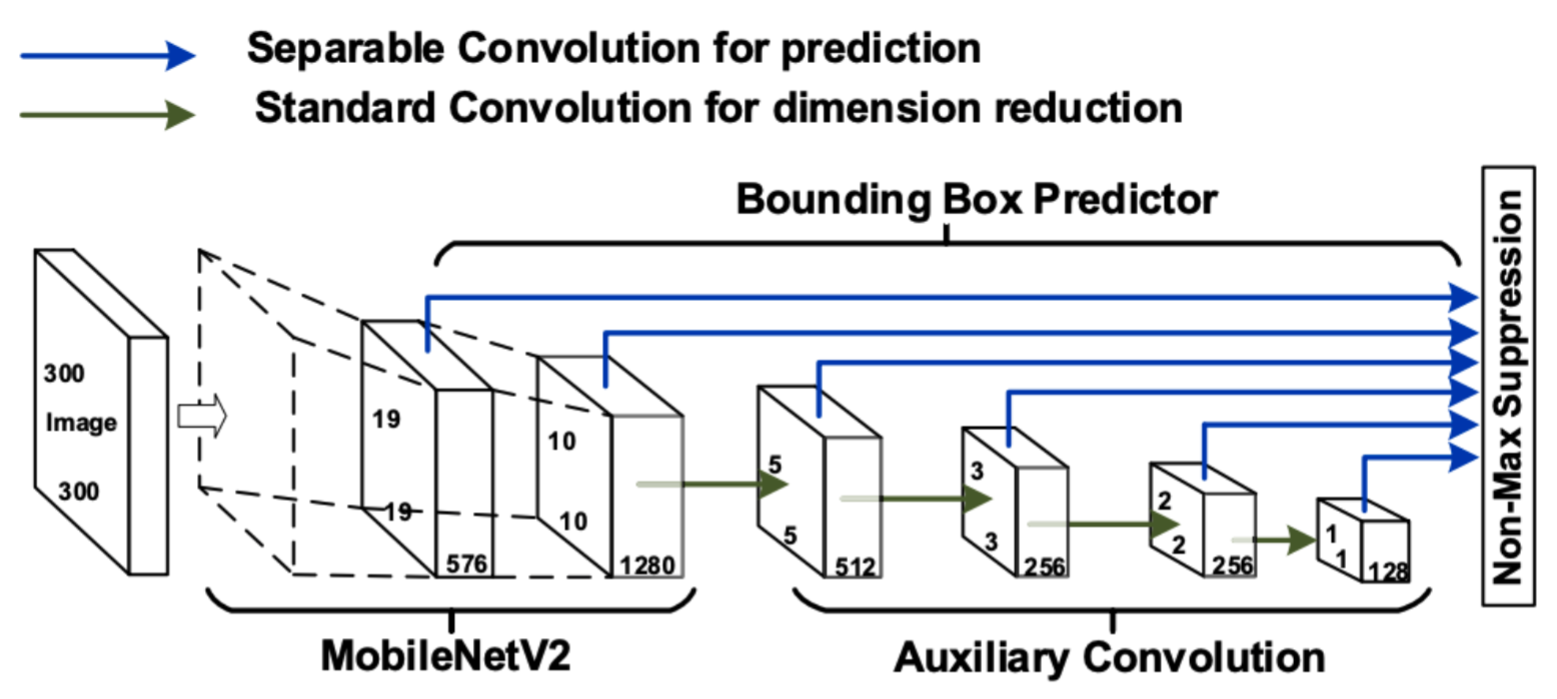 Separable Convolution for prediction
Standard Convolution for dimension reduction
Bounding Box Predictor
300
Image
300
19
19
576
10
10
1280
5
5
512
3
3
256
2
2
256
1
1
128
Non-Max Suppression
MobileNetV2
Auxiliary Convolution